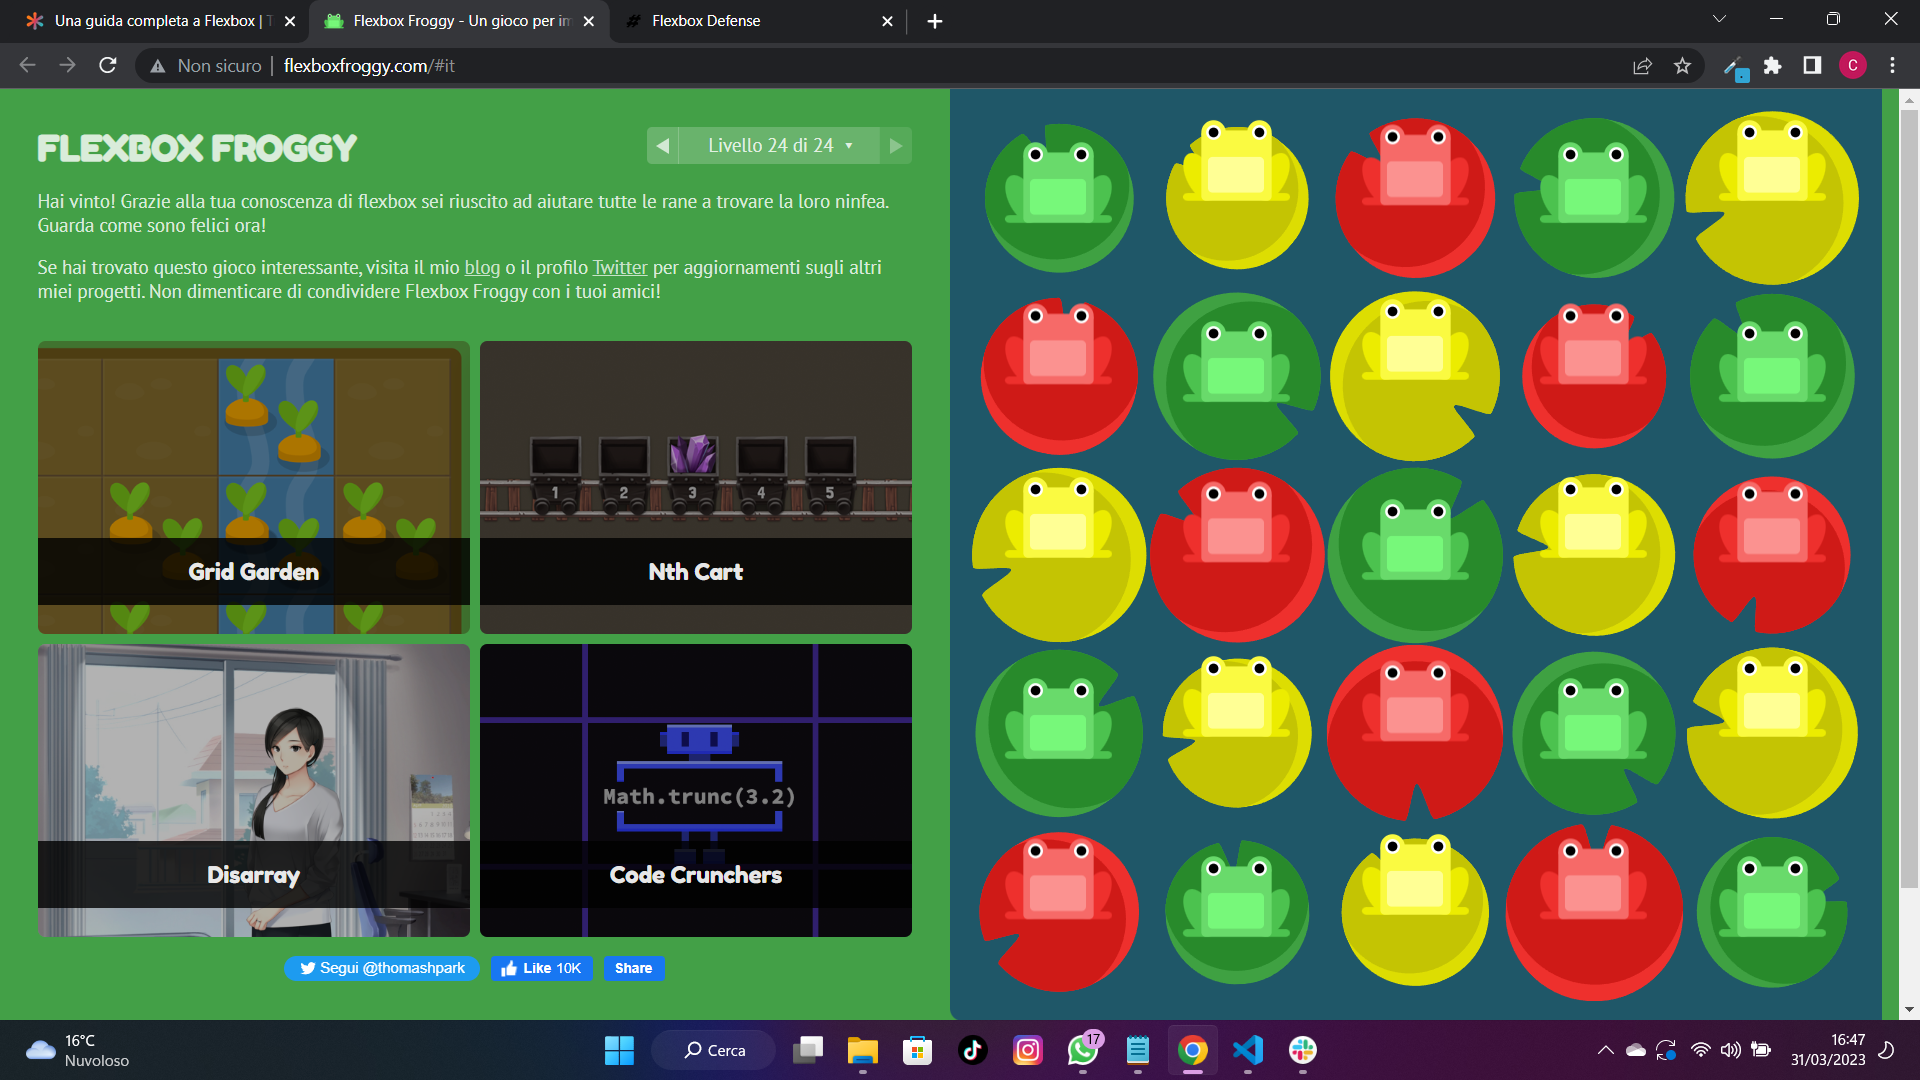 Una guida completa a Flexbox | T
Flexbox Froggy - Un gioco per im
Flexbox Defense
Non sicuro
flexboxfroggy.com/#it
C
FLEXBOX FROGGY
Livello 24 di 24
Hai vinto! Grazie alla tua conoscenza di flexbox sei riuscito ad aiutare tutte le rane a trovare la loro ninfea.
Guarda come sono felici ora!
Se hai trovato questo gioco interessante, visita il mio blog o il profilo Twitter per aggiornamenti sugli altri
miei progetti. Non dimenticare di condividere Flexbox Froggy con i tuoi amici!
1 2 3 4 5
Grid Garden
Nth Cart
Math.trunc(3.2)
Disarray
Code Crunchers
Segui @thomashpark
Like 10K
Share
16°C
Nuvoloso
Cerca
17
16:47
31/03/2023